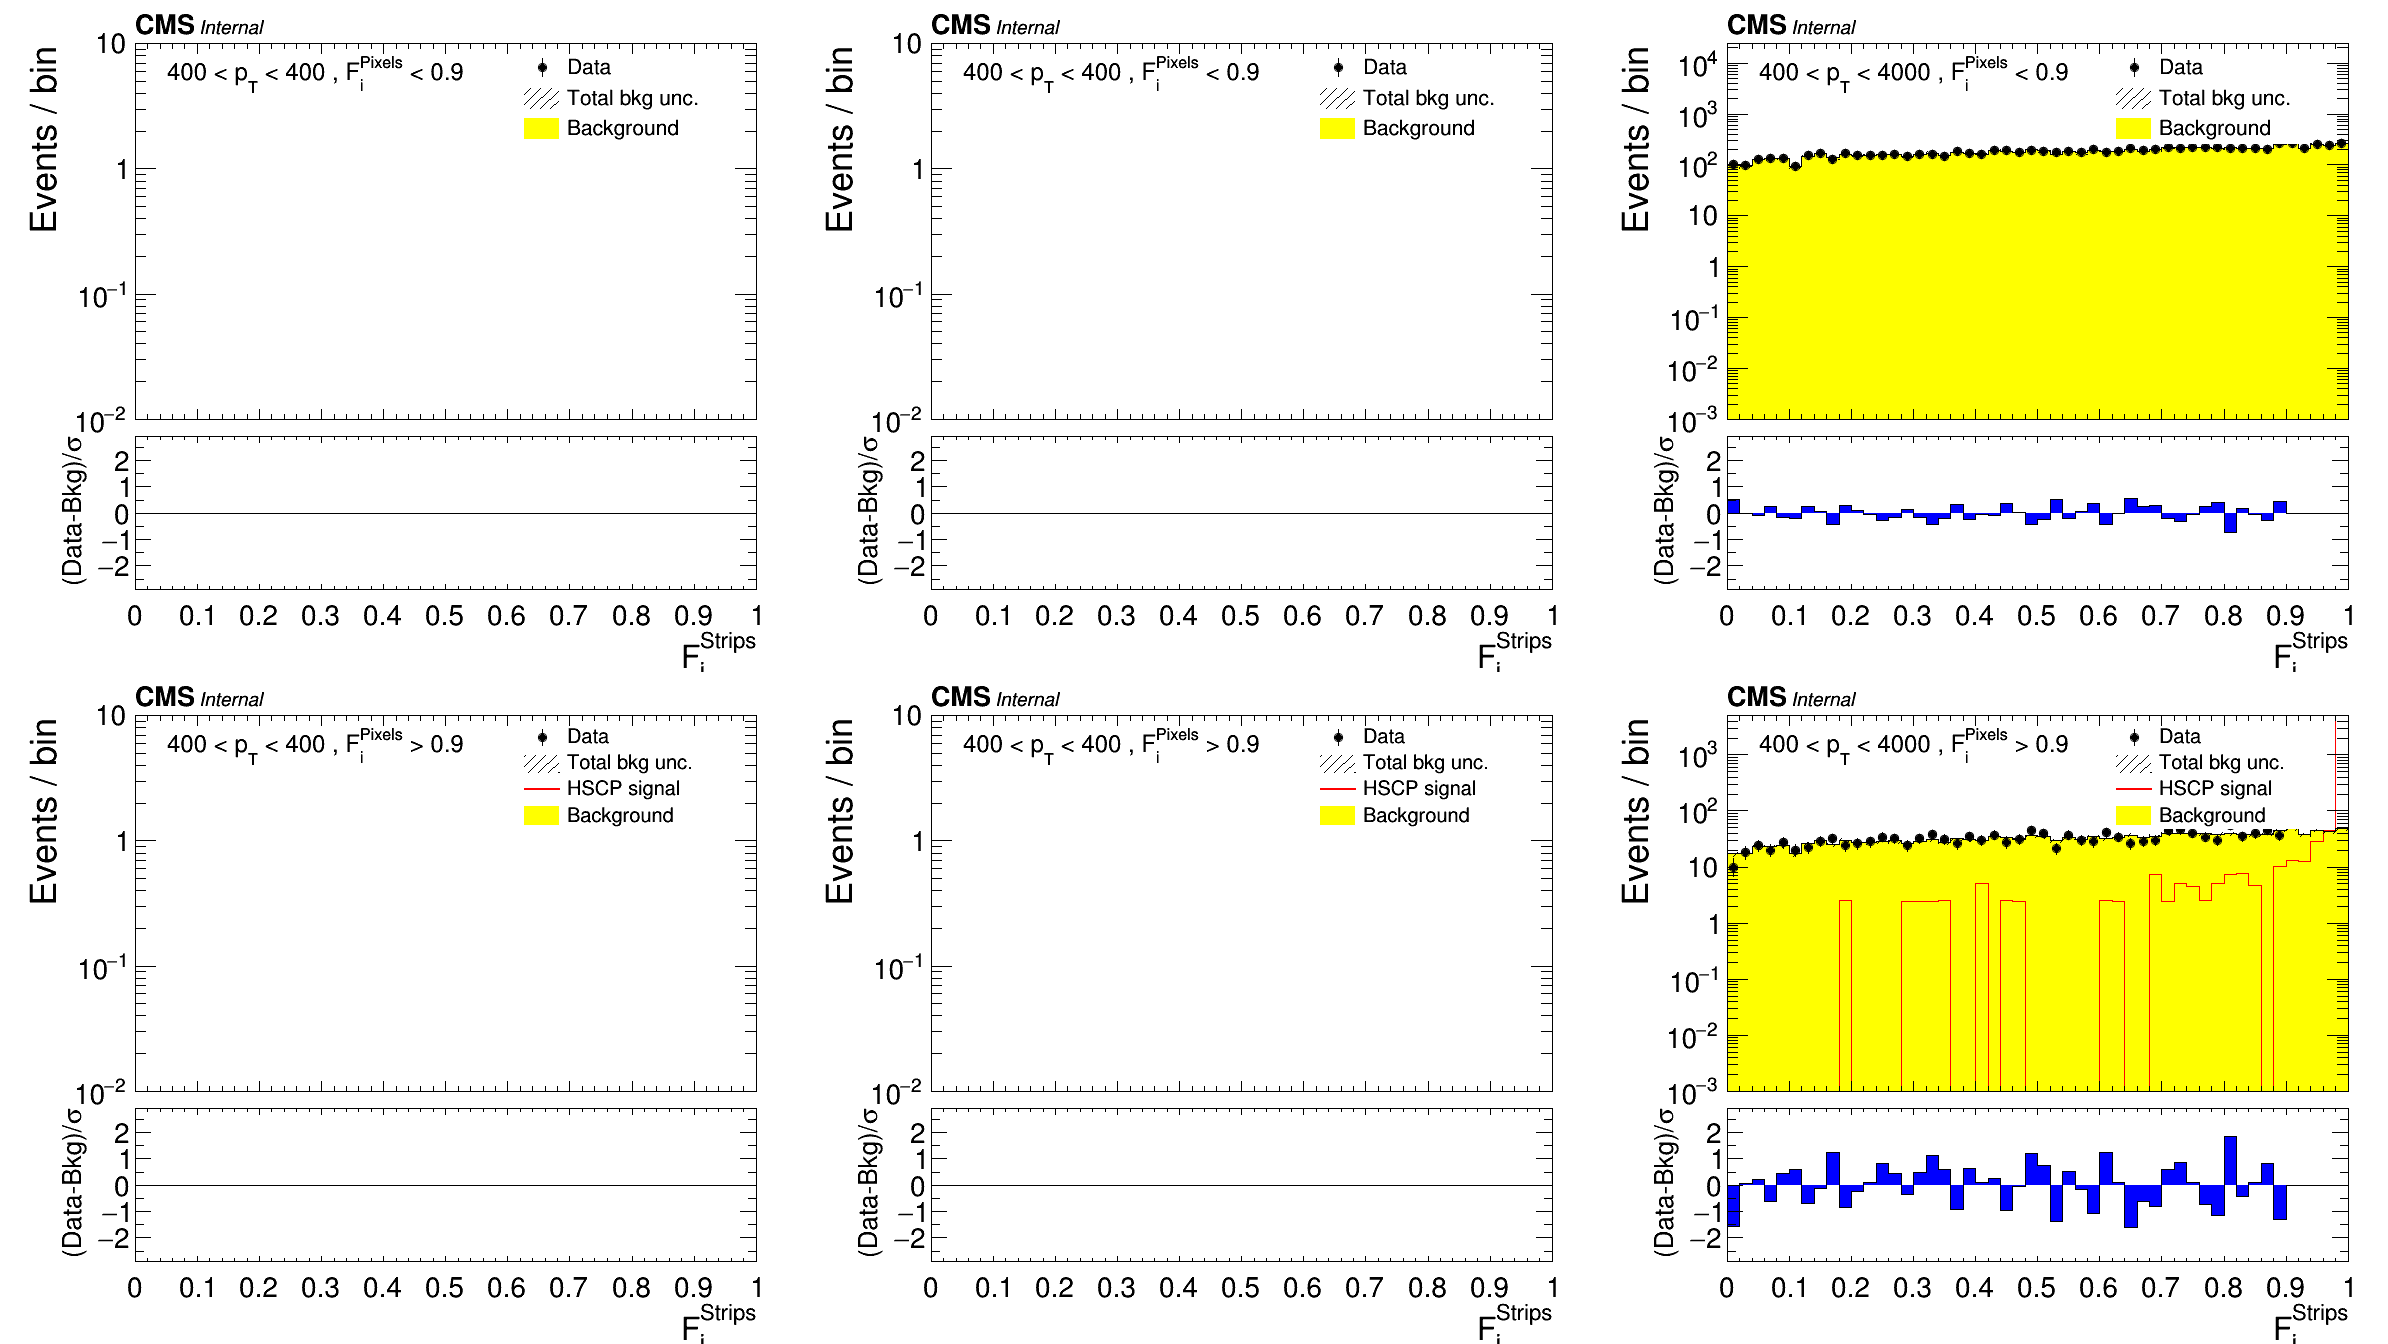 CMS Internal
Events / bin
400 < p_T < 400 , F_i^Pixels < 0.9
Data
Total bkg unc.
Background
10
1
10⁻¹
10⁻²
(Data-Bkg)/σ
2
1
0
−1
−2
0 0.1 0.2 0.3 0.4 0.5 0.6 0.7 0.8 0.9 1
F_i^Strips
CMS Internal
Events / bin
400 < p_T < 400 , F_i^Pixels < 0.9
Data
Total bkg unc.
Background
10
1
10⁻¹
10⁻²
(Data-Bkg)/σ
2
1
0
−1
−2
0 0.1 0.2 0.3 0.4 0.5 0.6 0.7 0.8 0.9 1
F_i^Strips
CMS Internal
Events / bin
400 < p_T < 4000 , F_i^Pixels < 0.9
Data
Total bkg unc.
Background
10⁴
10³
10²
10
1
10⁻¹
10⁻²
10⁻³
(Data-Bkg)/σ
2
1
0
−1
−2
0 0.1 0.2 0.3 0.4 0.5 0.6 0.7 0.8 0.9 1
F_i^Strips
CMS Internal
Events / bin
400 < p_T < 400 , F_i^Pixels > 0.9
Data
Total bkg unc.
HSCP signal
Background
10
1
10⁻¹
10⁻²
(Data-Bkg)/σ
2
1
0
−1
−2
0 0.1 0.2 0.3 0.4 0.5 0.6 0.7 0.8 0.9 1
F_i^Strips
CMS Internal
Events / bin
400 < p_T < 400 , F_i^Pixels > 0.9
Data
Total bkg unc.
HSCP signal
Background
10
1
10⁻¹
10⁻²
(Data-Bkg)/σ
2
1
0
−1
−2
0 0.1 0.2 0.3 0.4 0.5 0.6 0.7 0.8 0.9 1
F_i^Strips
CMS Internal
Events / bin
400 < p_T < 4000 , F_i^Pixels > 0.9
Data
Total bkg unc.
HSCP signal
Background
10³
10²
10
1
10⁻¹
10⁻²
10⁻³
(Data-Bkg)/σ
2
1
0
−1
−2
0 0.1 0.2 0.3 0.4 0.5 0.6 0.7 0.8 0.9 1
F_i^Strips